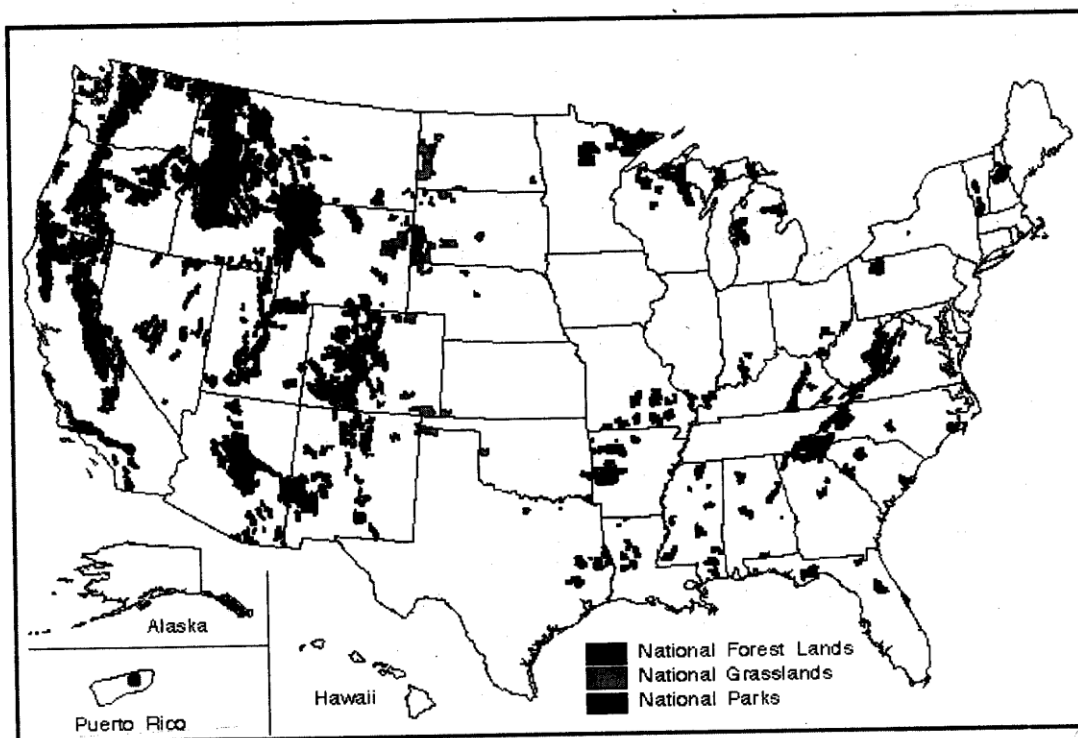 Alaska
Puerto Rico
Hawaii
National Forest Lands
National Grasslands
National Parks